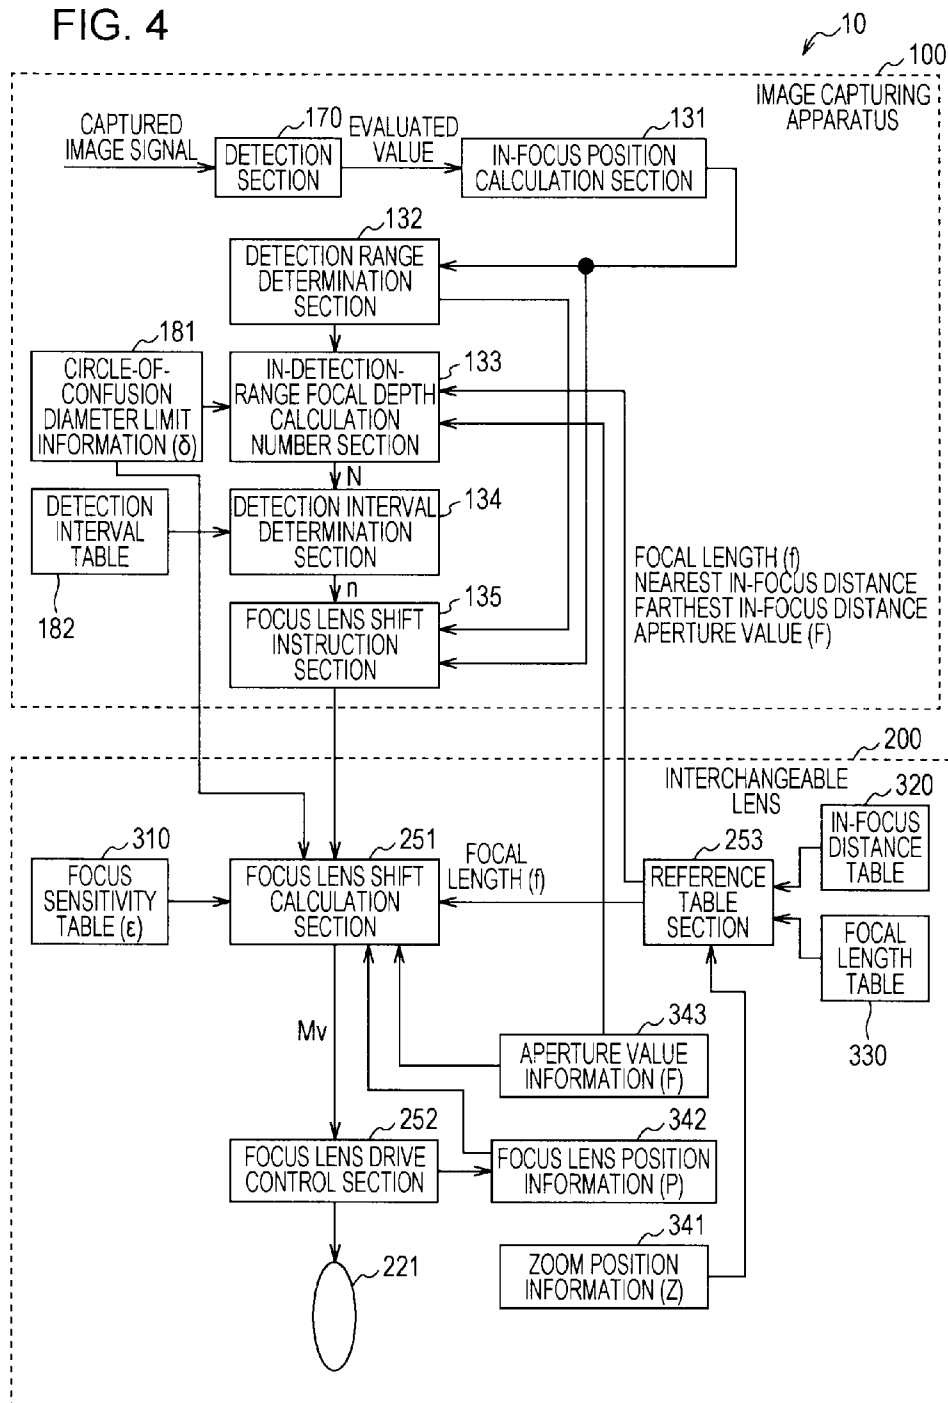 FIG. 4
10
100
IMAGE CAPTURING
APPARATUS
CAPTURED
IMAGE SIGNAL
170
DETECTION
SECTION
EVALUATED
VALUE
131
IN-FOCUS POSITION
CALCULATION SECTION
132
DETECTION RANGE
DETERMINATION
SECTION
181
CIRCLE-OF-
CONFUSION
DIAMETER LIMIT
INFORMATION (δ)
133
IN-DETECTION-
RANGE FOCAL DEPTH
CALCULATION
NUMBER SECTION
N
DETECTION
INTERVAL
TABLE
182
134
DETECTION INTERVAL
DETERMINATION
SECTION
n
135
FOCUS LENS SHIFT
INSTRUCTION
SECTION
FOCAL LENGTH (f)
NEAREST IN-FOCUS DISTANCE
FARTHEST IN-FOCUS DISTANCE
APERTURE VALUE (F)
200
INTERCHANGEABLE
LENS
320
IN-FOCUS
DISTANCE TABLE
310
FOCUS
SENSITIVITY
TABLE (ε)
251
FOCUS LENS SHIFT
CALCULATION
SECTION
FOCAL
LENGTH (f)
253
REFERENCE
TABLE
SECTION
FOCAL
LENGTH
TABLE
330
Mv
343
APERTURE VALUE
INFORMATION (F)
252
FOCUS LENS DRIVE
CONTROL SECTION
342
FOCUS LENS POSITION
INFORMATION (P)
341
ZOOM POSITION
INFORMATION (Z)
221